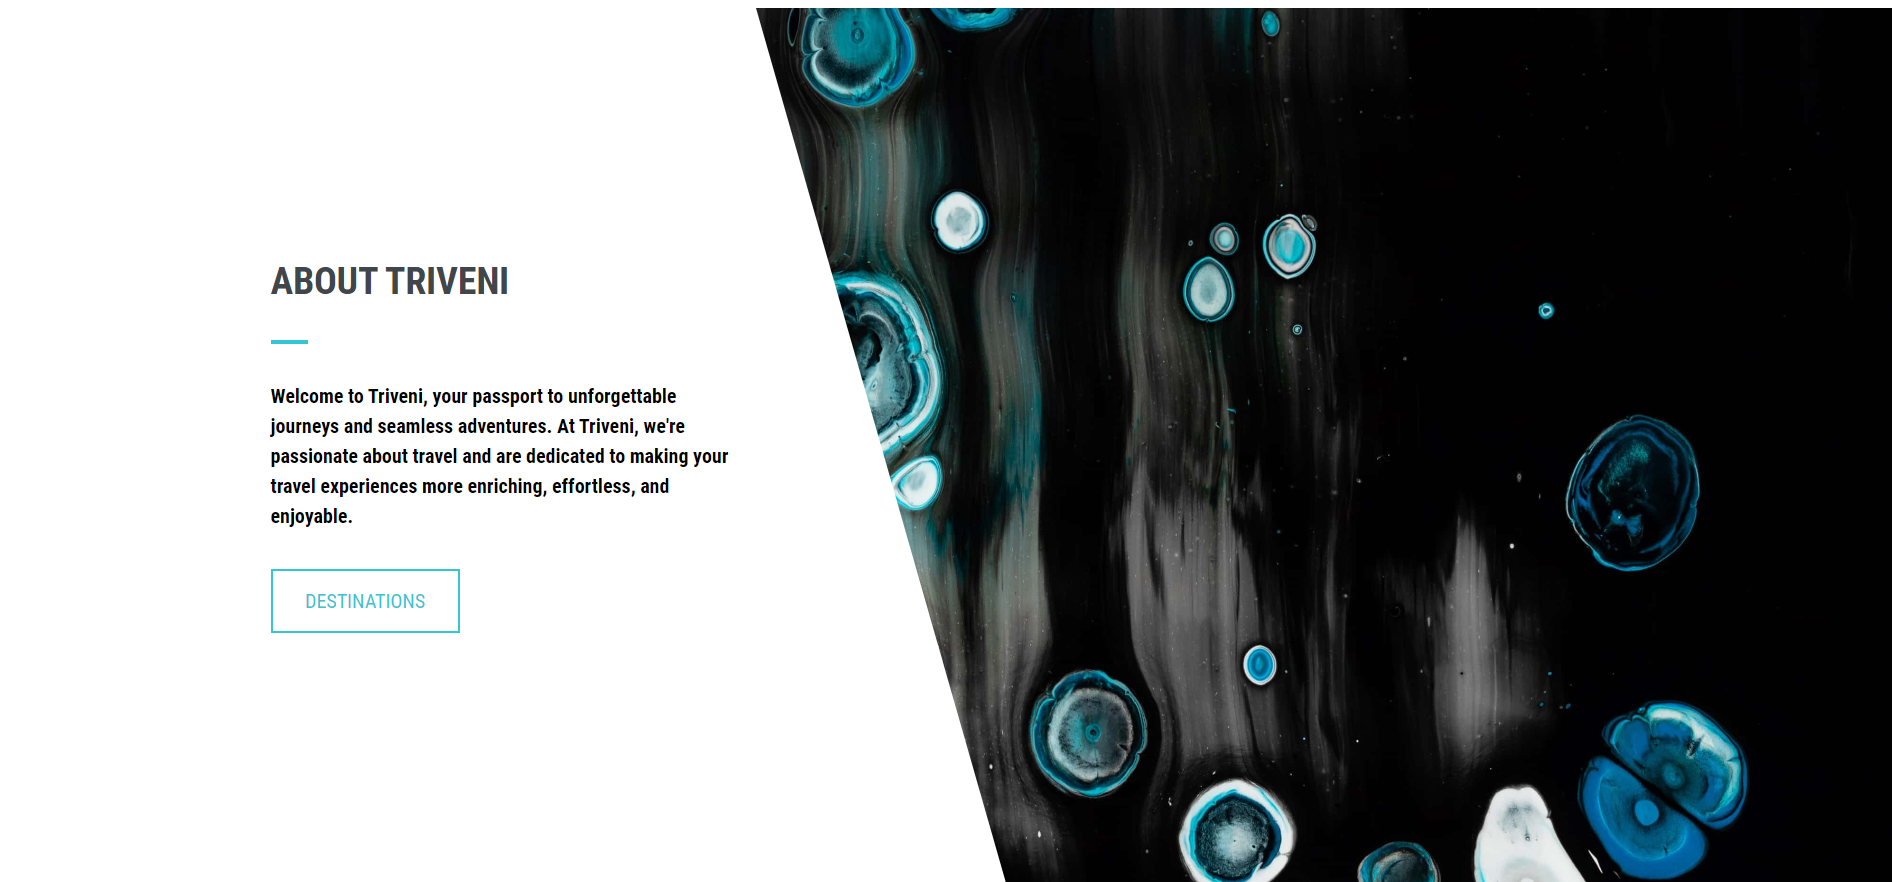 ABOUT TRIVENI
Welcome to Triveni, your passport to unforgettable
journeys and seamless adventures. At Triveni, we're
passionate about travel and are dedicated to making your
travel experiences more enriching, effortless, and
enjoyable.
DESTINATIONS